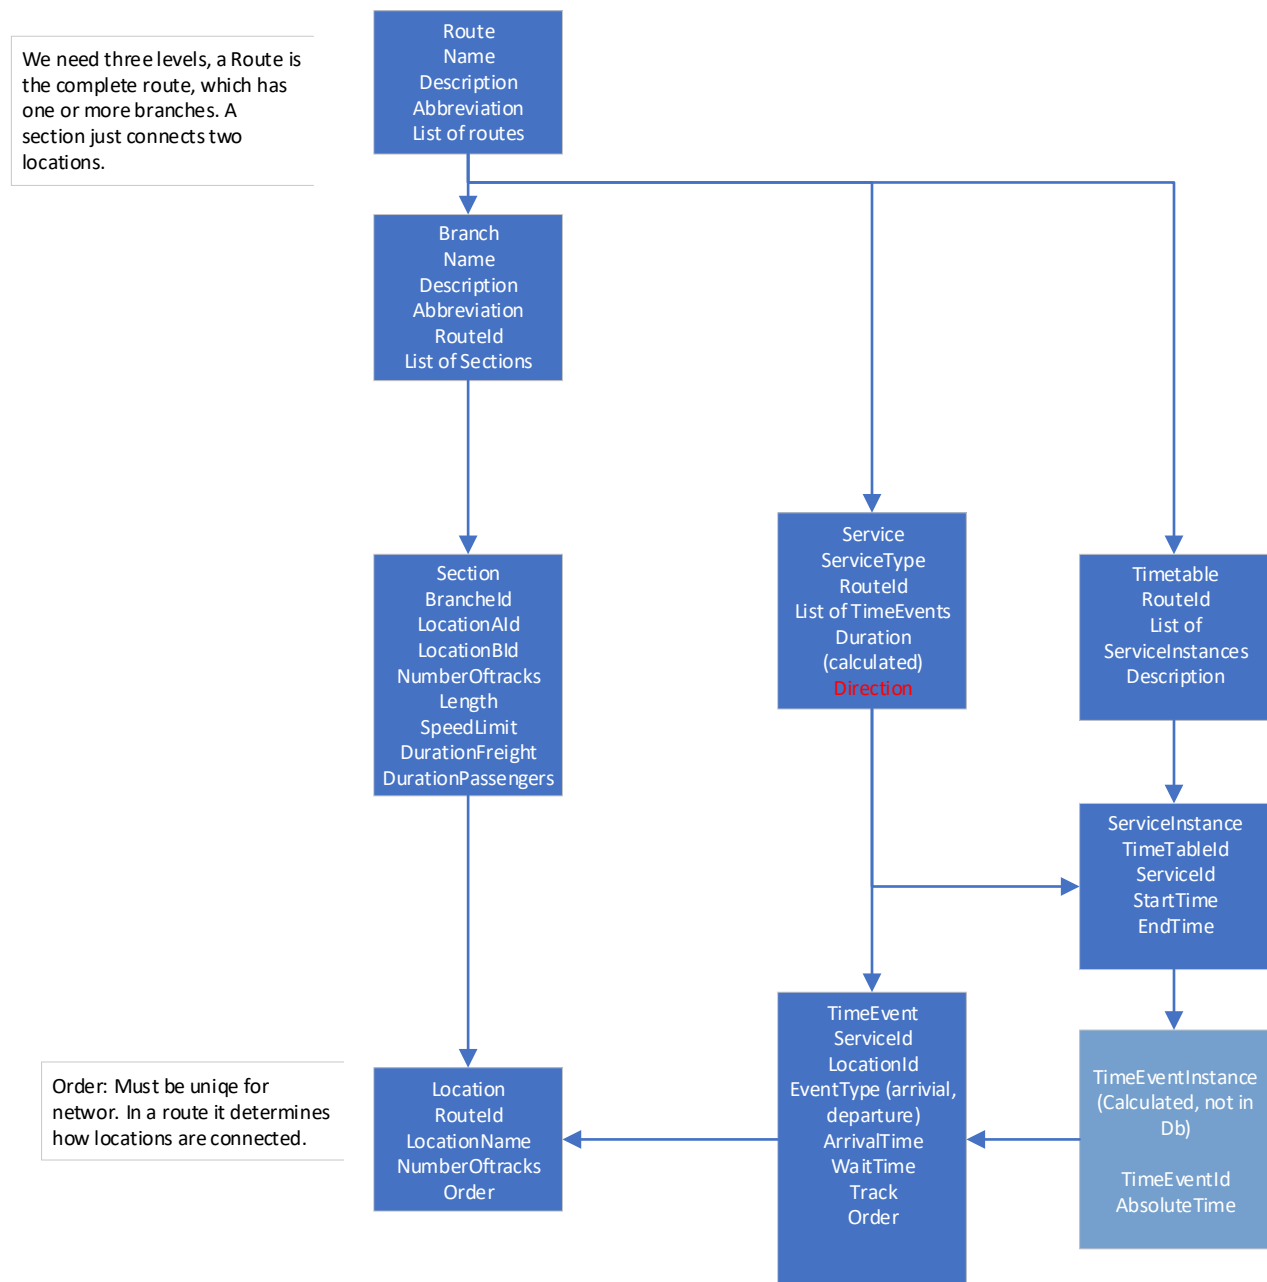 We need three levels, a Route is
the complete route, which has
one or more branches. A
section just connects two
locations.
Route
Name
Description
Abbreviation
List of routes
Branch
Name
Description
Abbreviation
RouteId
List of Sections
Section
BrancheId
LocationAId
LocationBId
NumberOftracks
Length
SpeedLimit
DurationFreight
DurationPassengers
Service
ServiceType
RouteId
List of TimeEvents
Duration
(calculated)
Direction
Timetable
RouteId
List of
ServiceInstances
Description
ServiceInstance
TimeTableId
ServiceId
StartTime
EndTime
Order: Must be uniqe for
networ. In a route it determines
how locations are connected.
Location
RouteId
LocationName
NumberOftracks
Order
TimeEvent
ServiceId
LocationId
EventType (arrivial,
departure)
ArrivalTime
WaitTime
Track
Order
TimeEventInstance
(Calculated, not in
Db)
TimeEventId
AbsoluteTime